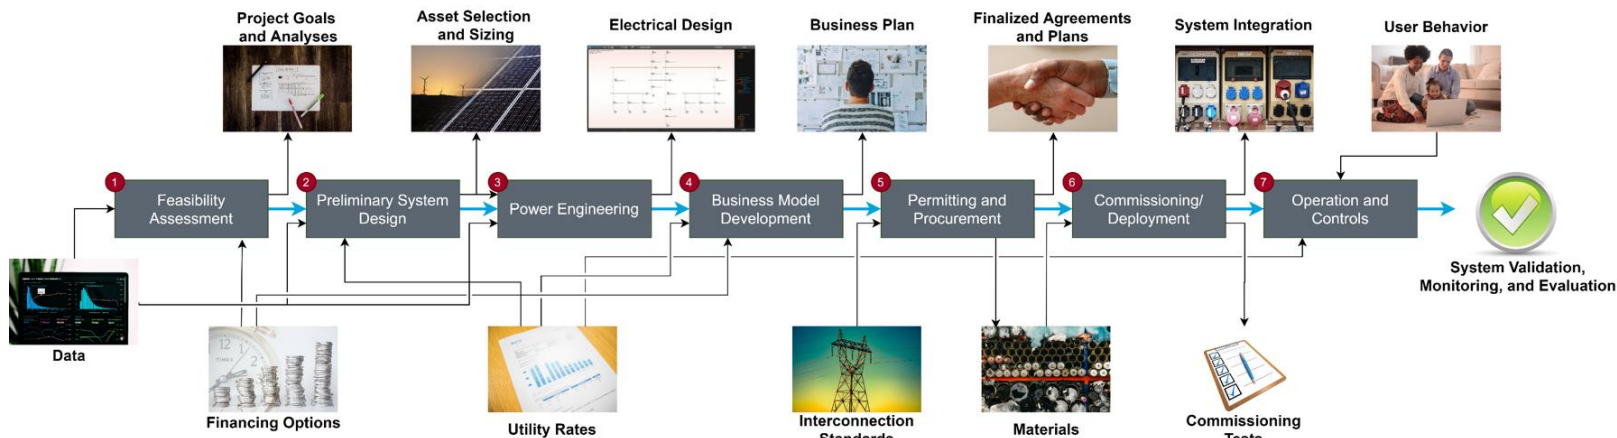 Project Goals
and Analyses
Asset Selection
and Sizing
Electrical Design
Business Plan
Finalized Agreements
and Plans
System Integration
User Behavior
1
Feasibility
Assessment
2
Preliminary System
Design
3
Power Engineering
4
Business Model
Development
5
Permitting and
Procurement
6
Commissioning/
Deployment
7
Operation and
Controls
System Validation,
Monitoring, and Evaluation
Data
Financing Options
Utility Rates
Interconnection
Standards
Materials
Commissioning
Tests